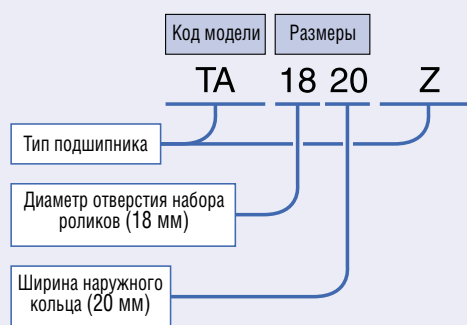 Код модели Размеры
TA 18 20 Z
Тип подшипника
Диаметр отверстия набора
роликов (18 мм)
Ширина наружного
кольца (20 мм)